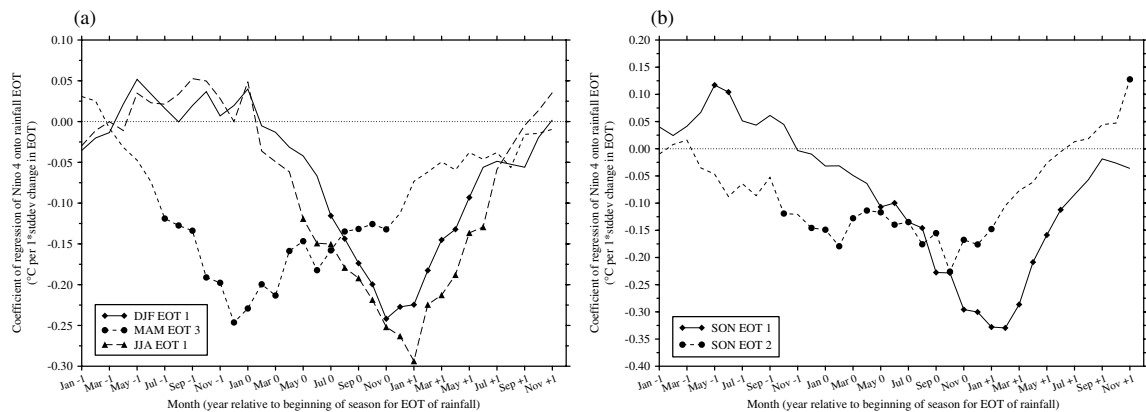 (a)
Coefficient of regression of Nino 4 onto rainfall EOT
(°C per 1*stddev change in EOT)
0.10
0.05
0.00
-0.05
-0.10
-0.15
-0.20
-0.25
-0.30
DJF EOT 1
MAM EOT 3
JJA EOT 1
Jan -1 Mar -1 May -1 Jul -1 Sep -1 Nov -1 Jan 0 Mar 0 May 0 Jul 0 Sep 0 Nov 0 Jan +1 Mar +1 May +1 Jul +1 Sep +1 Nov +1
Month (year relative to beginning of season for EOT of rainfall)
(b)
Coefficient of regression of Nino 4 onto rainfall EOT
(°C per 1*stddev change in EOT)
0.20
0.15
0.10
0.05
0.00
-0.05
-0.10
-0.15
-0.20
-0.25
-0.30
-0.35
-0.40
SON EOT 1
SON EOT 2
Jan -1 Mar -1 May -1 Jul -1 Sep -1 Nov -1 Jan 0 Mar 0 May 0 Jul 0 Sep 0 Nov 0 Jan +1 Mar +1 May +1 Jul +1 Sep +1 Nov +1
Month (year relative to beginning of season for EOT of rainfall)